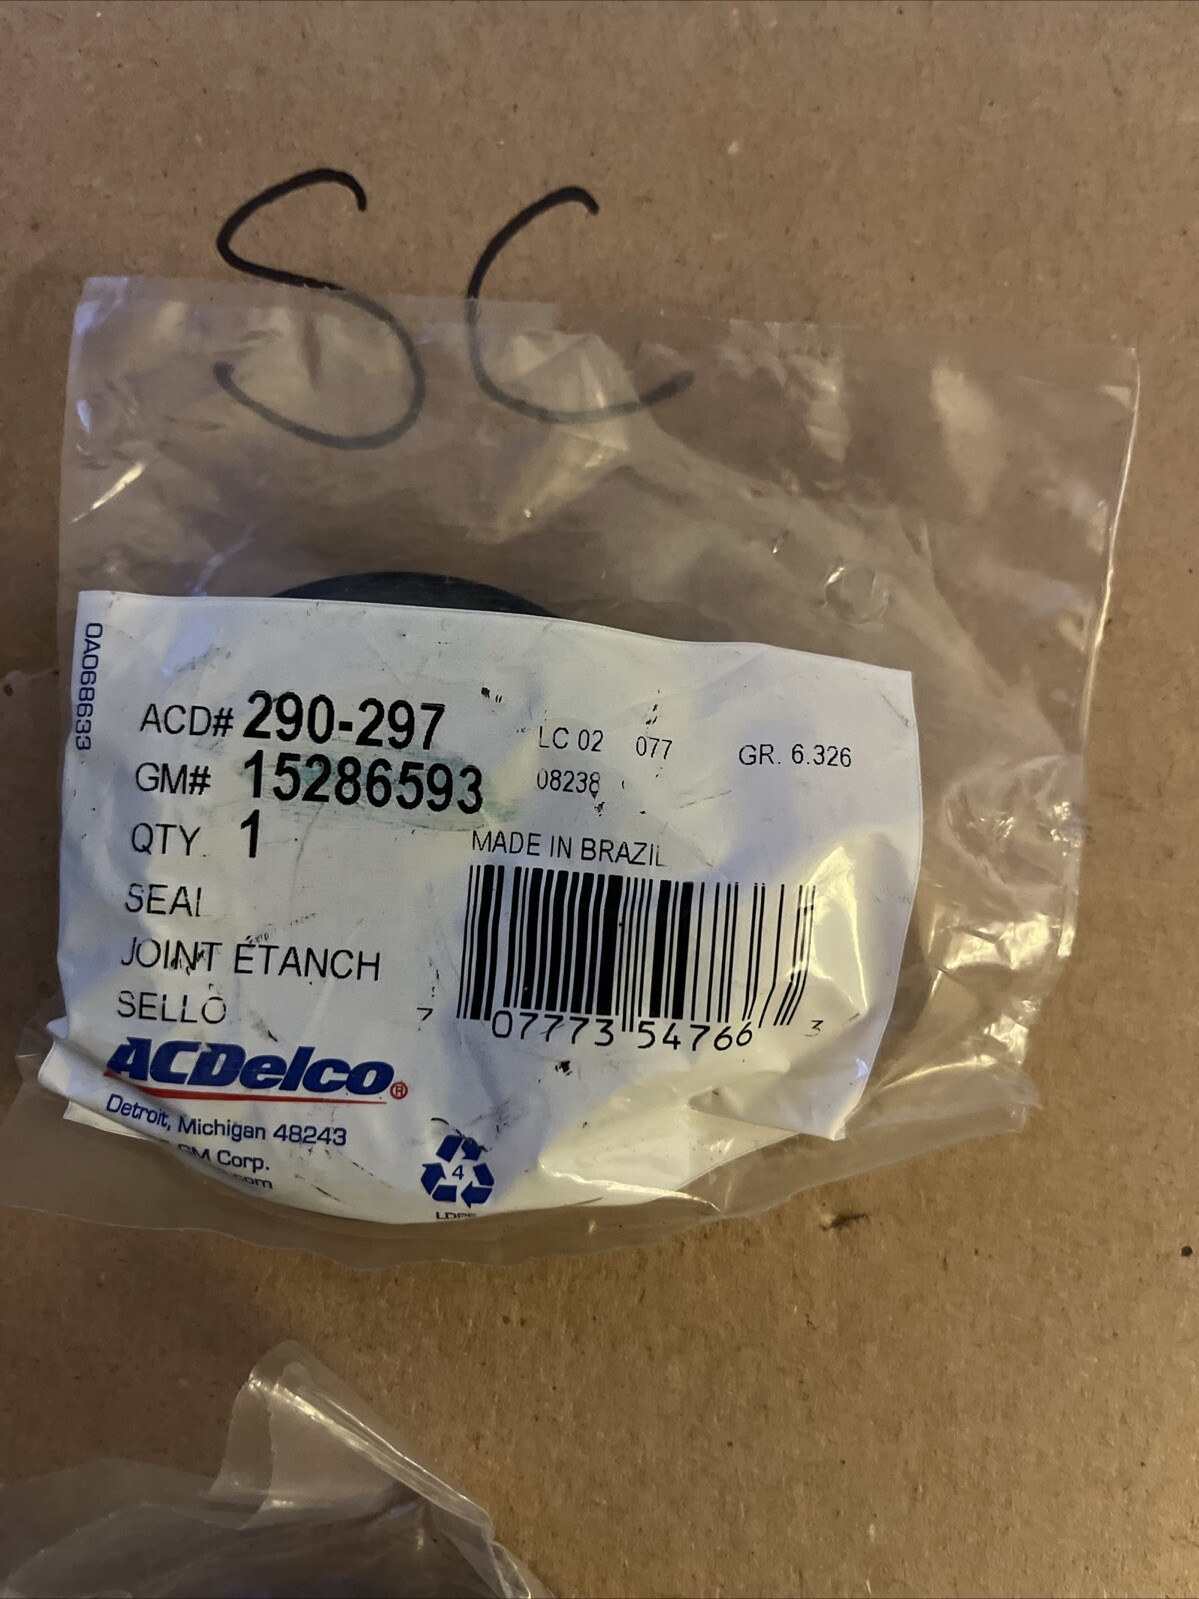 SC
0A068633
ACD# 290-297
LC 02 077
GR. 6.326
GM# 15286593
08238
QTY. 1
MADE IN BRAZIL
SEAL
JOINT ÉTANCH
SELLO
7 07773 54766 3
ACDelco®
Detroit, Michigan 48243
GM Corp.
4